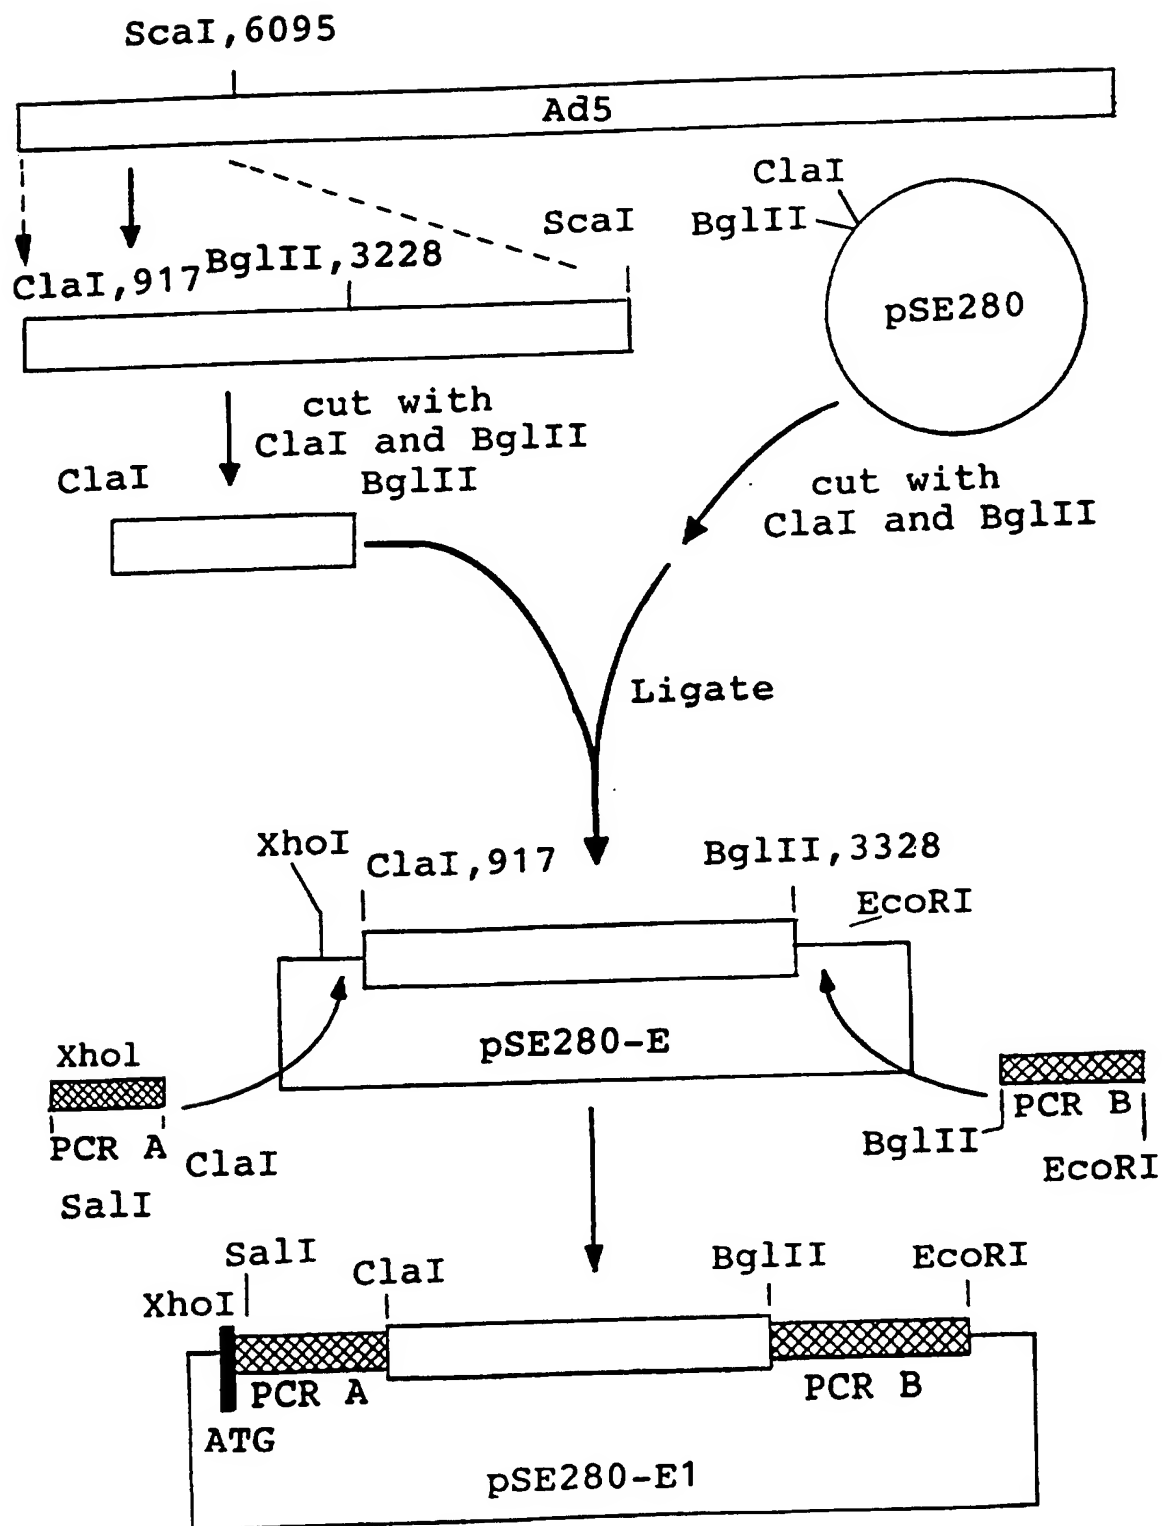 ScaI,6095
Ad5
ClaI
BglII
ScaI
pSE280
ClaI,917
BglII,3228
cut with
ClaI and BglII
ClaI
BglII
cut with
ClaI and BglII
Ligate
XhoI
ClaI,917
BglII,3328
EcoRI
pSE280-E
Xhol
PCR A
ClaI
SalI
PCR B
BglII
EcoRI
SalI
ClaI
BglII
EcoRI
XhoI
PCR A
PCR B
ATG
pSE280-E1